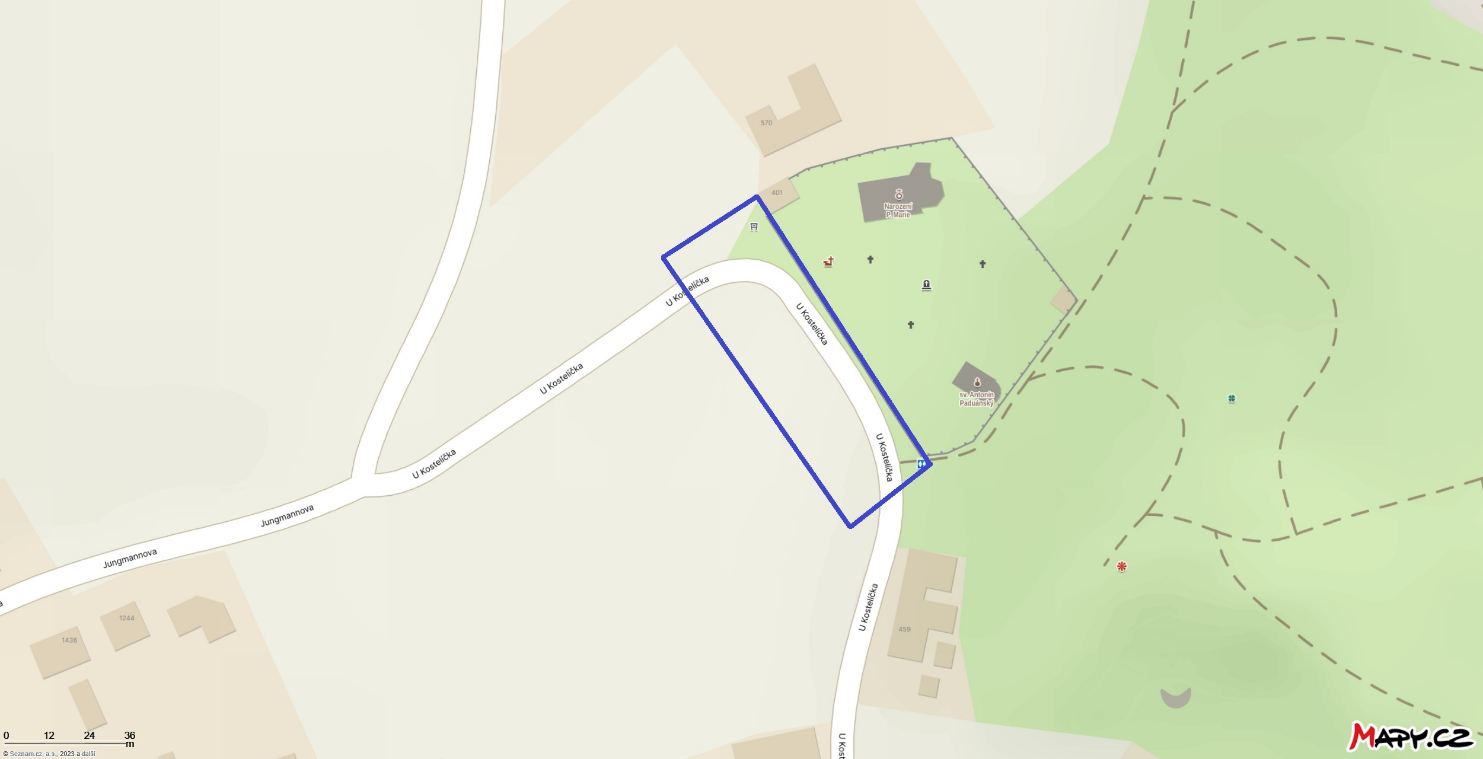 570
401
Narození
P. Marie
U Kostelíčka
U Kostelíčka
U Kostelíčka
sv. Antonín
Paduánský
U Kostelíčka
U Kostelíčka
Jungmannova
Jungmannova
U Kostelíčka
1244
1436
459
0 12 24 36
m
© Seznam.cz, a.s., 2023 a další
U Kost
MAPY.CZ